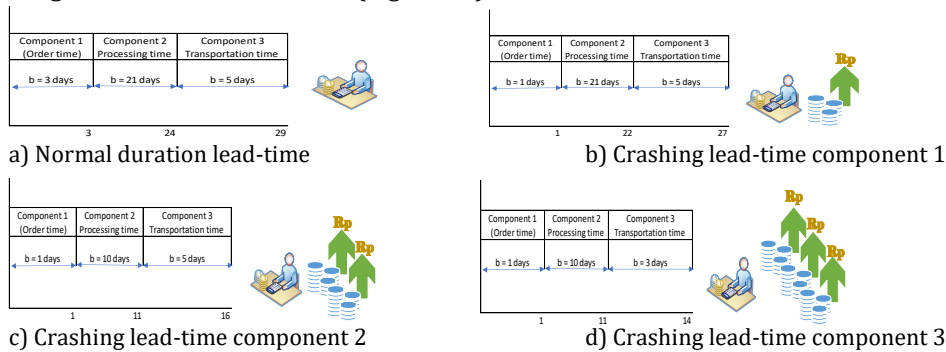 Component 1 Component 2 Component 3
(Order time) Processing time Transportation time
b = 3 days b = 21 days b = 5 days
3 24 29
a) Normal duration lead-time
Component 1 Component 2 Component 3
(Order time) Processing time Transportation time
b = 1 days b = 21 days b = 5 days
1 22 27
Rp
b) Crashing lead-time component 1
Component 1 Component 2 Component 3
(Order time) Processing time Transportation time
b = 1 days b = 10 days b = 5 days
1 11 16
Rp
Rp
c) Crashing lead-time component 2
Component 1 Component 2 Component 3
(Order time) Processing time Transportation time
b = 1 days b = 10 days b = 3 days
1 11 14
Rp
Rp
Rp
d) Crashing lead-time component 3